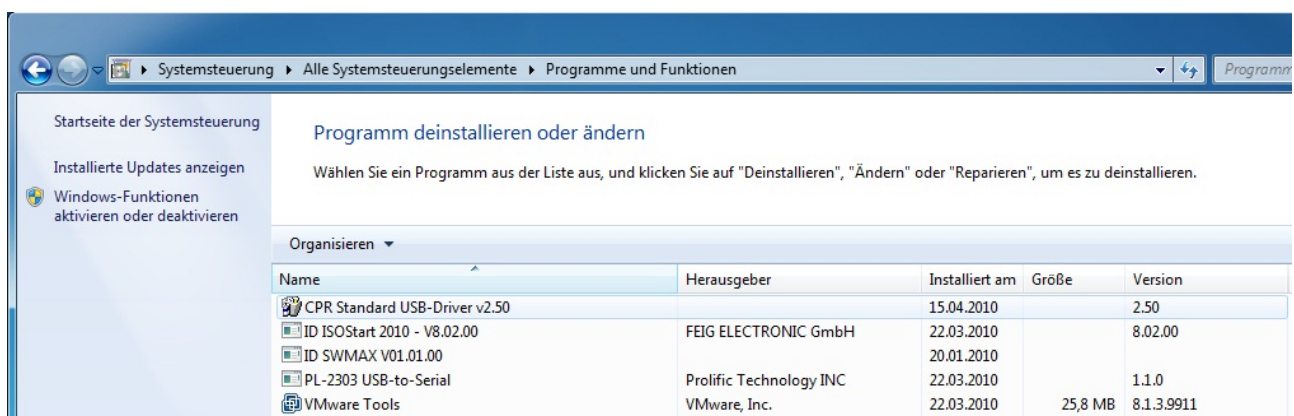 Systemsteuerung ▸ Alle Systemsteuerungselemente ▸ Programme und Funktionen
Programm
Startseite der Systemsteuerung
Installierte Updates anzeigen
Windows-Funktionen
aktivieren oder deaktivieren
Programm deinstallieren oder ändern
Wählen Sie ein Programm aus der Liste aus, und klicken Sie auf "Deinstallieren", "Ändern" oder "Reparieren", um es zu deinstallieren.
Organisieren
Name Herausgeber Installiert am Größe Version
CPR Standard USB-Driver v2.50 15.04.2010 2.50
ID ISOStart 2010 - V8.02.00 FEIG ELECTRONIC GmbH 22.03.2010 8.02.00
ID SWMAX V01.01.00 20.01.2010
PL-2303 USB-to-Serial Prolific Technology INC 22.03.2010 1.1.0
VMware Tools VMware, Inc. 22.03.2010 25,8 MB 8.1.3.9911